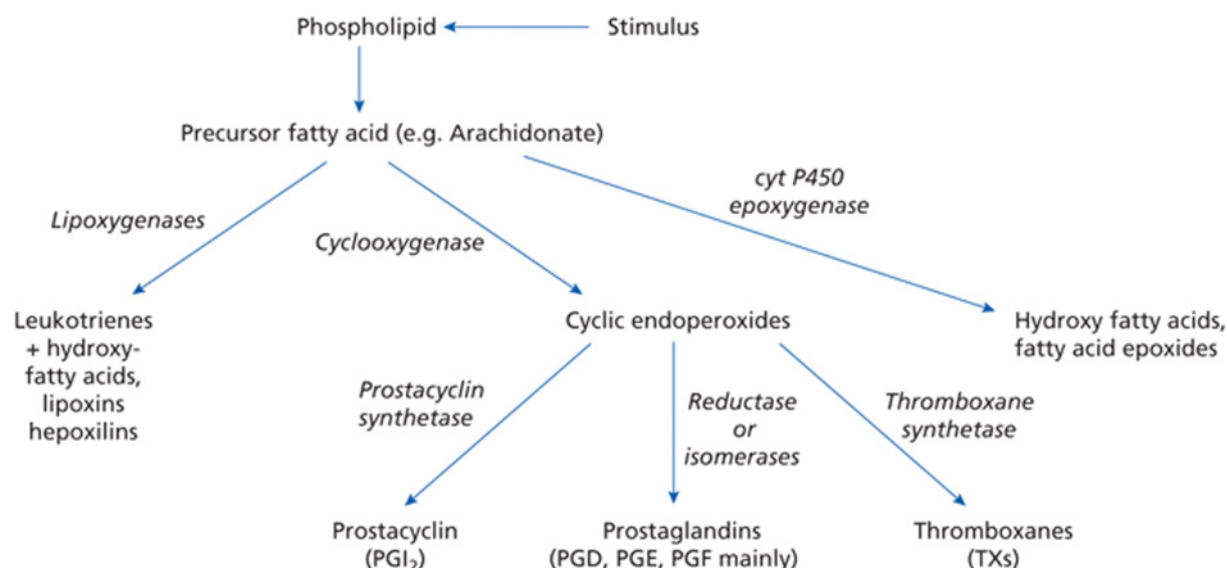 Phospholipid
Stimulus
Precursor fatty acid (e.g. Arachidonate)
Lipoxygenases
Cyclooxygenase
cyt P450
epoxygenase
Leukotrienes
+ hydroxy-
fatty acids,
lipoxins
hepoxilins
Cyclic endoperoxides
Hydroxy fatty acids,
fatty acid epoxides
Prostacyclin
synthetase
Reductase
or
isomerases
Thromboxane
synthetase
Prostacyclin
(PGI₂)
Prostaglandins
(PGD, PGE, PGF mainly)
Thromboxanes
(TXs)